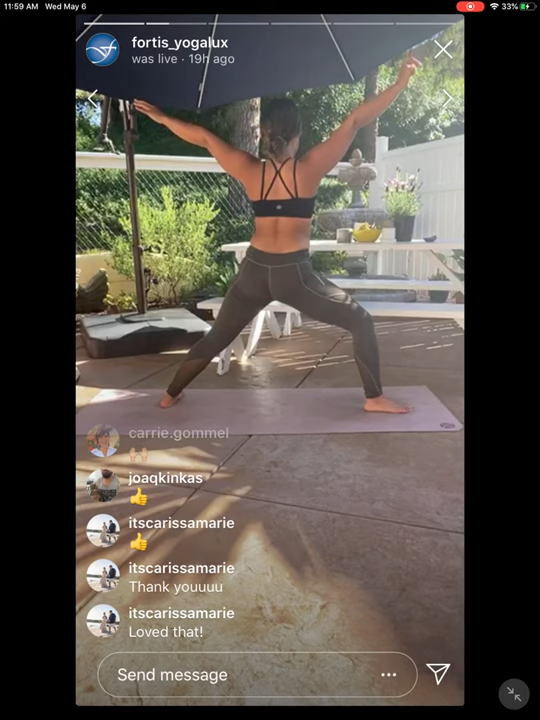 11:59 AM Wed May 6
33%
fortis_yogalux
was live · 19h ago
carrie.gommel
🙌🏻
joaqkinkas
👍
itscarissamarie
👍
itscarissamarie
Thank youuuu
itscarissamarie
Loved that!
Send message